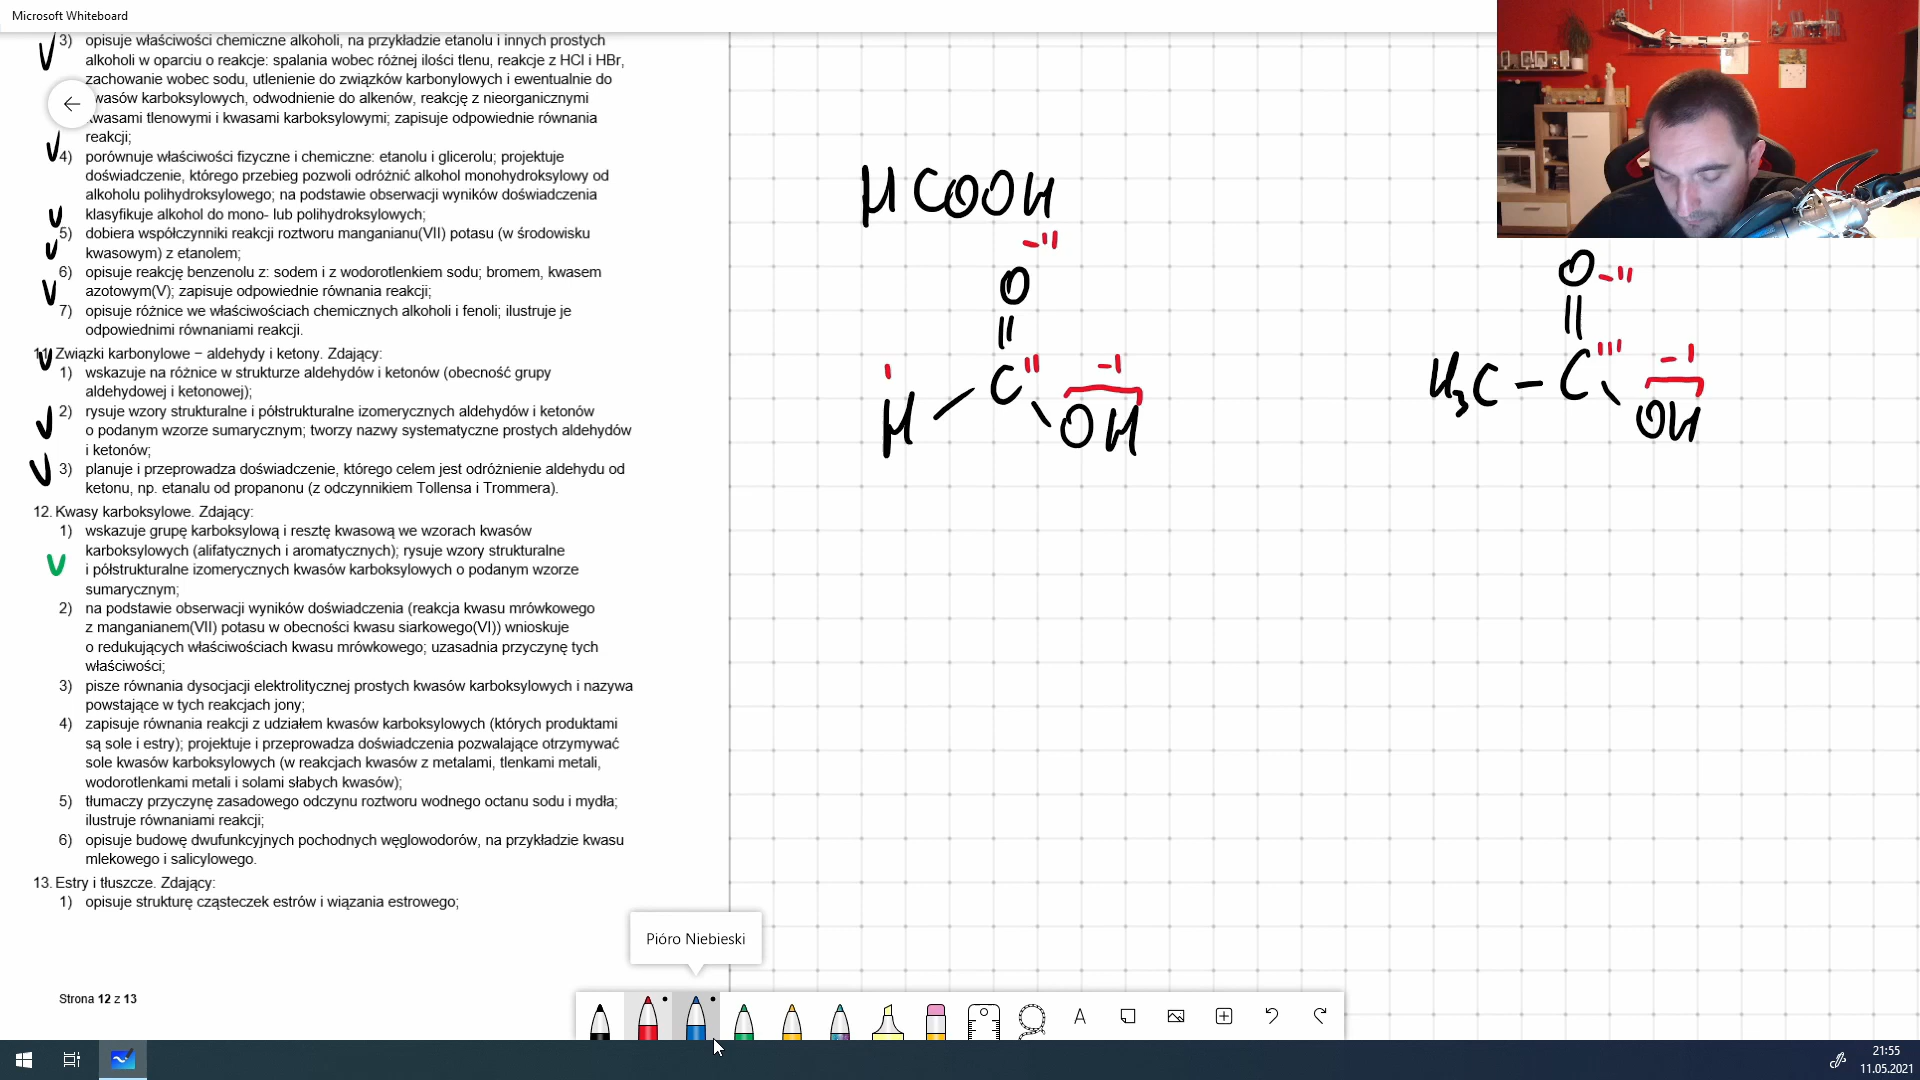 Microsoft Whiteboard
3) opisuje właściwości chemiczne alkoholi, na przykładzie etanolu i innych prostych
alkoholi w oparciu o reakcje: spalania wobec różnej ilości tlenu, reakcje z HCl i HBr,
zachowanie wobec sodu, utlenienie do związków karbonylowych i ewentualnie do
kwasów karboksylowych, odwodnienie do alkenów, reakcję z nieorganicznymi
kwasami tlenowymi i kwasami karboksylowymi; zapisuje odpowiednie równania
reakcji;
4) porównuje właściwości fizyczne i chemiczne: etanolu i glicerolu; projektuje
doświadczenie, którego przebieg pozwoli odróżnić alkohol monohydroksylowy od
alkoholu polihydroksylowego; na podstawie obserwacji wyników doświadczenia
klasyfikuje alkohol do mono- lub polihydroksylowych;
5) dobiera współczynniki reakcji roztworu manganianu(VII) potasu (w środowisku
kwasowym) z etanolem;
6) opisuje reakcję benzenolu z: sodem i z wodorotlenkiem sodu; bromem, kwasem
azotowym(V); zapisuje odpowiednie równania reakcji;
7) opisuje różnice we właściwościach chemicznych alkoholi i fenoli; ilustruje je
odpowiednimi równaniami reakcji.
11. Związki karbonylowe − aldehydy i ketony. Zdający:
1) wskazuje na różnice w strukturze aldehydów i ketonów (obecność grupy
aldehydowej i ketonowej);
2) rysuje wzory strukturalne i półstrukturalne izomerycznych aldehydów i ketonów
o podanym wzorze sumarycznym; tworzy nazwy systematyczne prostych aldehydów
i ketonów;
3) planuje i przeprowadza doświadczenie, którego celem jest odróżnienie aldehydu od
ketonu, np. etanalu od propanonu (z odczynnikiem Tollensa i Trommera).
12. Kwasy karboksylowe. Zdający:
1) wskazuje grupę karboksylową i resztę kwasową we wzorach kwasów
karboksylowych (alifatycznych i aromatycznych); rysuje wzory strukturalne
i półstrukturalne izomerycznych kwasów karboksylowych o podanym wzorze
sumarycznym;
2) na podstawie obserwacji wyników doświadczenia (reakcja kwasu mrówkowego
z manganianem(VII) potasu w obecności kwasu siarkowego(VI)) wnioskuje
o redukujących właściwościach kwasu mrówkowego; uzasadnia przyczynę tych
właściwości;
3) pisze równania dysocjacji elektrolitycznej prostych kwasów karboksylowych i nazywa
powstające w tych reakcjach jony;
4) zapisuje równania reakcji z udziałem kwasów karboksylowych (których produktami
są sole i estry); projektuje i przeprowadza doświadczenia pozwalające otrzymywać
sole kwasów karboksylowych (w reakcjach kwasów z metalami, tlenkami metali,
wodorotlenkami metali i solami słabych kwasów);
5) tłumaczy przyczynę zasadowego odczynu roztworu wodnego octanu sodu i mydła;
ilustruje równaniami reakcji;
6) opisuje budowę dwufunkcyjnych pochodnych węglowodorów, na przykładzie kwasu
mlekowego i salicylowego.
13. Estry i tłuszcze. Zdający:
1) opisuje strukturę cząsteczek estrów i wiązania estrowego;
Strona 12 z 13
HCOOH
-II
O
I II -I
H C OH
O -II
III -I
H3C - C OH
Pióro Niebieski
A
21:55
11.05.2021